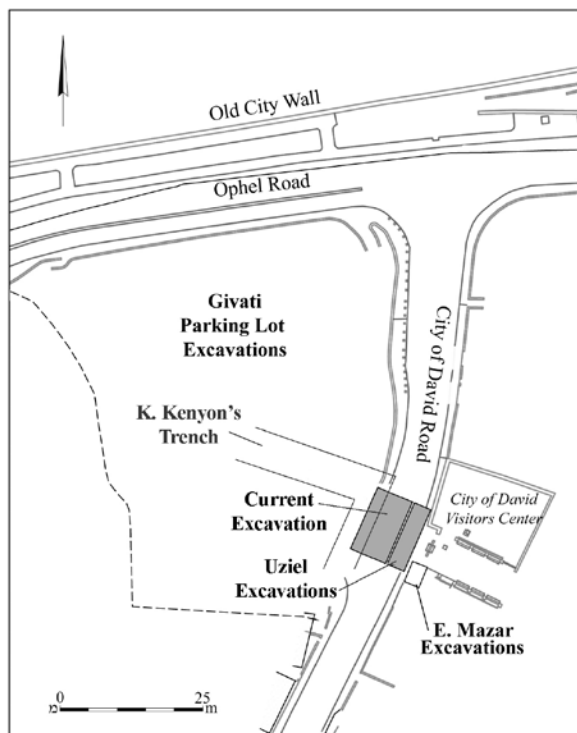 Old City Wall
Ophel Road
Givati
Parking Lot
Excavations
City of David Road
K. Kenyon's
Trench
Current
Excavation
City of David
Visitors Center
Uziel
Excavations
E. Mazar
Excavations
0 25
מ m